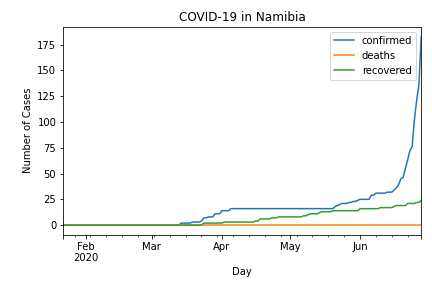 COVID-19 in Namibia
confirmed
deaths
recovered
Number of Cases
175
150
125
100
75
50
25
0
Feb
2020
Mar
Apr
May
Jun
Day